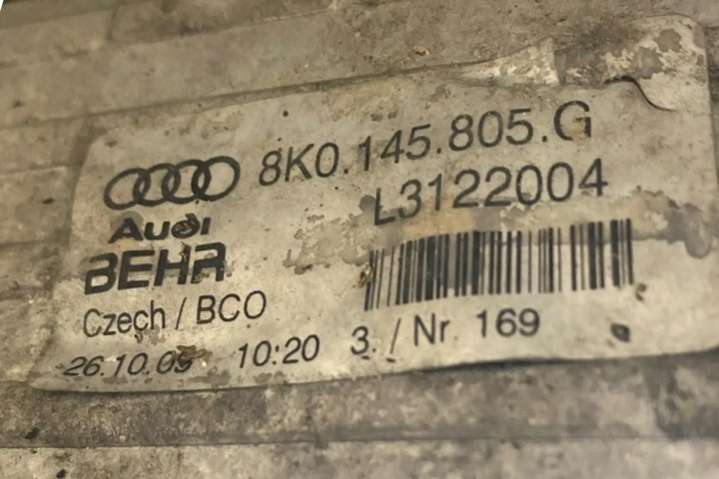 8K0.145.805.G
L3122004
Audi
BEHR
Czech / BCO
26.10.09 10:20 3. / Nr. 169